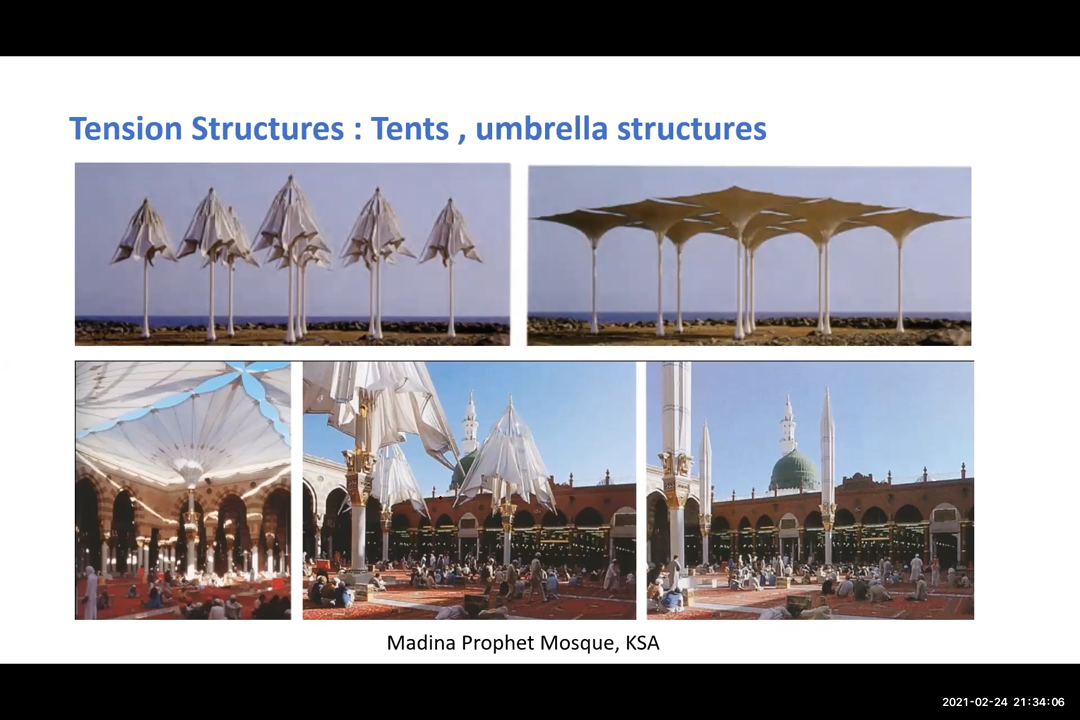 Tension Structures : Tents , umbrella structures
Madina Prophet Mosque, KSA
2021-02-24 21:34:06